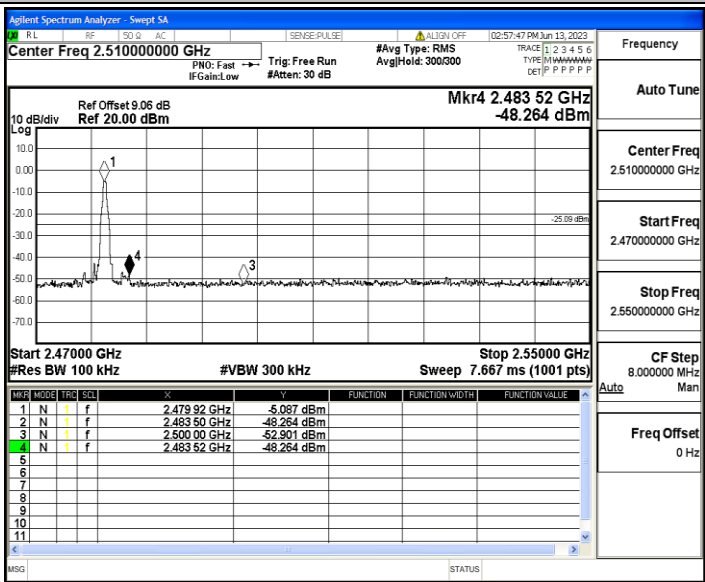 Agilent Spectrum Analyzer - Swept SA
RL RF 50 Ω AC SENSE:PULSE ALIGN OFF 02:57:47 PM Jun 13, 2023
Center Freq 2.510000000 GHz #Avg Type: RMS TRACE 1 2 3 4 5 6
PNO: Fast Trig: Free Run Avg|Hold: 300/300 TYPE M WWWWW
IFGain:Low #Atten: 30 dB DET P P P P P P
Mkr4 2.483 52 GHz
-48.264 dBm
Ref Offset 9.06 dB
10 dB/div Ref 20.00 dBm
Log
10.0
0.00
-10.0
-20.0
-30.0
-40.0
-50.0
-60.0
-70.0
1
4
3
-25.09 dBm
Start 2.47000 GHz Stop 2.55000 GHz
#Res BW 100 kHz #VBW 300 kHz Sweep 7.667 ms (1001 pts)
MKR MODE TRC SCL X Y FUNCTION FUNCTION WIDTH FUNCTION VALUE
1 N 1 f 2.479 92 GHz -5.087 dBm
2 N 1 f 2.483 50 GHz -48.264 dBm
3 N 1 f 2.500 00 GHz -52.901 dBm
4 N 1 f 2.483 52 GHz -48.264 dBm
5
6
7
8
9
10
11
MSG STATUS
Frequency
Auto Tune
Center Freq
2.510000000 GHz
Start Freq
2.470000000 GHz
Stop Freq
2.550000000 GHz
CF Step
8.000000 MHz
Auto Man
Freq Offset
0 Hz